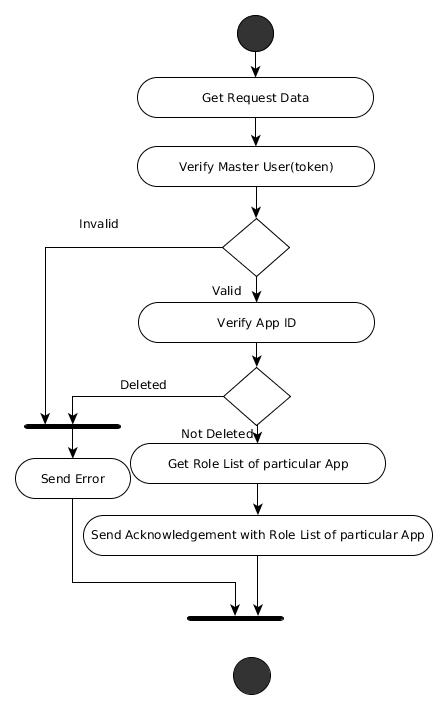 Get Request Data
Verify Master User(token)
Invalid
Valid
Verify App ID
Deleted
Not Deleted
Get Role List of particular App
Send Error
Send Acknowledgement with Role List of particular App